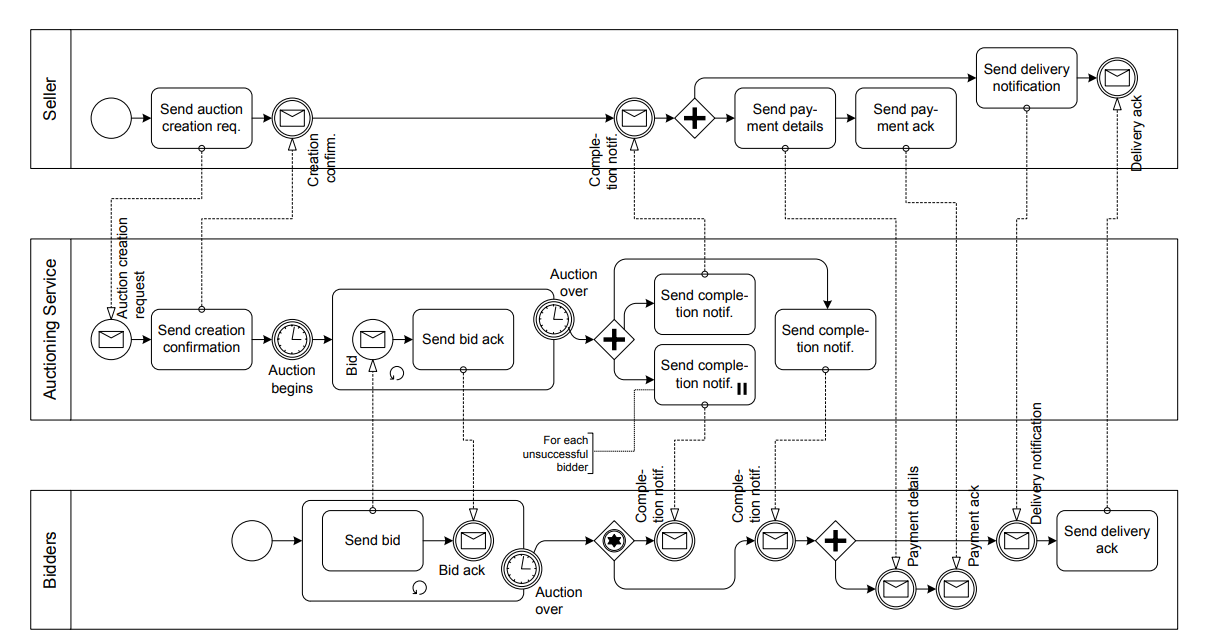 Seller
Send auction
creation req.
Creation
confirm.
Comple-
tion notif.
Send pay-
ment details
Send pay-
ment ack
Send delivery
notification
Delivery ack
Auctioning Service
Auction creation
request
Send creation
confirmation
Auction
begins
Bid
Send bid ack
Auction
over
Send comple-
tion notif.
Send comple-
tion notif.
Send comple-
tion notif.
For each
unsuccessful
bidder
Bidders
Send bid
Bid ack
Auction
over
Comple-
tion notif.
Comple-
tion notif.
Payment details
Payment ack
Delivery notification
Send delivery
ack